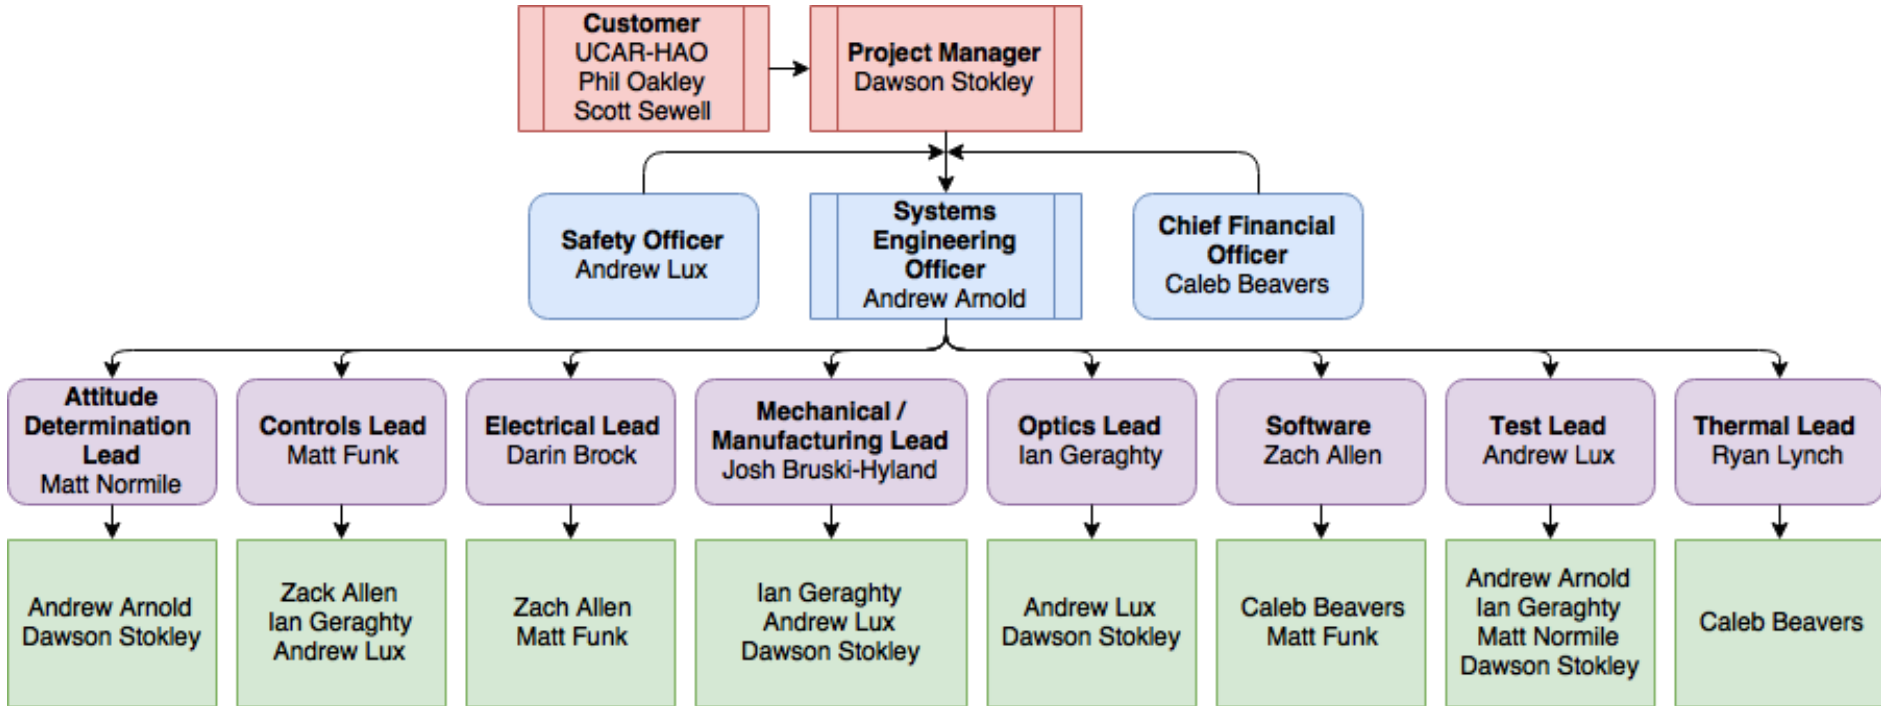 Customer
UCAR-HAO
Phil Oakley
Scott Sewell
Project Manager
Dawson Stokley
Safety Officer
Andrew Lux
Systems
Engineering
Officer
Andrew Arnold
Chief Financial
Officer
Caleb Beavers
Attitude
Determination
Lead
Matt Normile
Controls Lead
Matt Funk
Electrical Lead
Darin Brock
Mechanical /
Manufacturing Lead
Josh Bruski-Hyland
Optics Lead
Ian Geraghty
Software
Zach Allen
Test Lead
Andrew Lux
Thermal Lead
Ryan Lynch
Andrew Arnold
Dawson Stokley
Zack Allen
Ian Geraghty
Andrew Lux
Zach Allen
Matt Funk
Ian Geraghty
Andrew Lux
Dawson Stokley
Andrew Lux
Dawson Stokley
Caleb Beavers
Matt Funk
Andrew Arnold
Ian Geraghty
Matt Normile
Dawson Stokley
Caleb Beavers